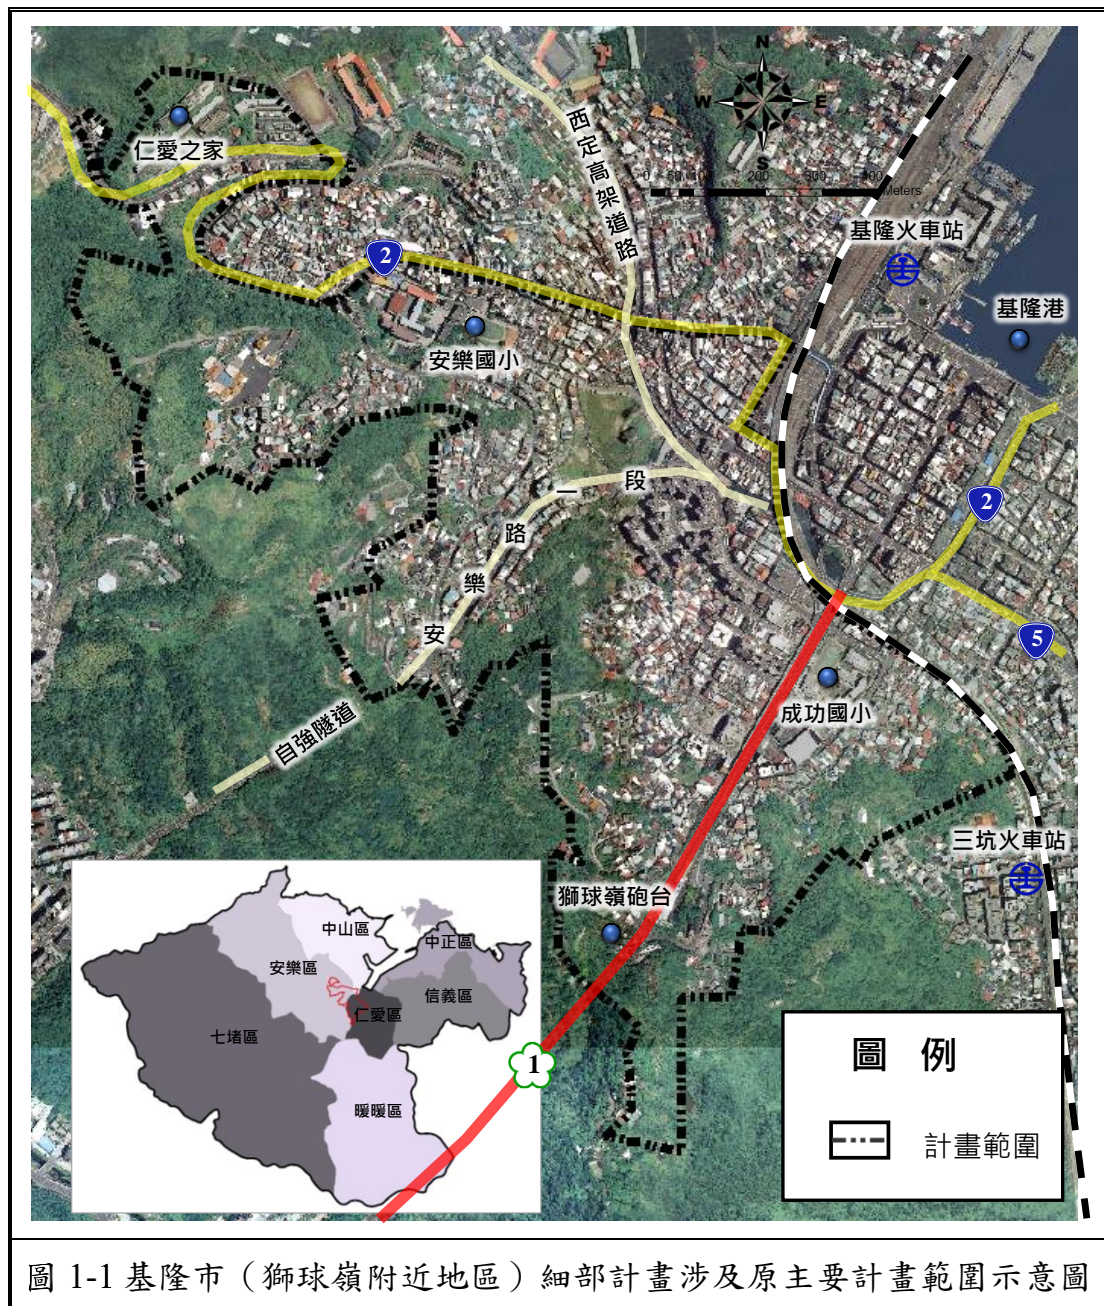 N
W
E
S
0 50 100 200 300 400
Meters
仁愛之家
西定高架道路
基隆火車站
基隆港
2
安樂國小
安樂路一段
2
5
成功國小
自強隧道
三坑火車站
獅球嶺砲台
1
中山區
中正區
安樂區
信義區
仁愛區
七堵區
暖暖區
圖 例
計畫範圍
圖 1-1 基隆市（獅球嶺附近地區）細部計畫涉及原主要計畫範圍示意圖